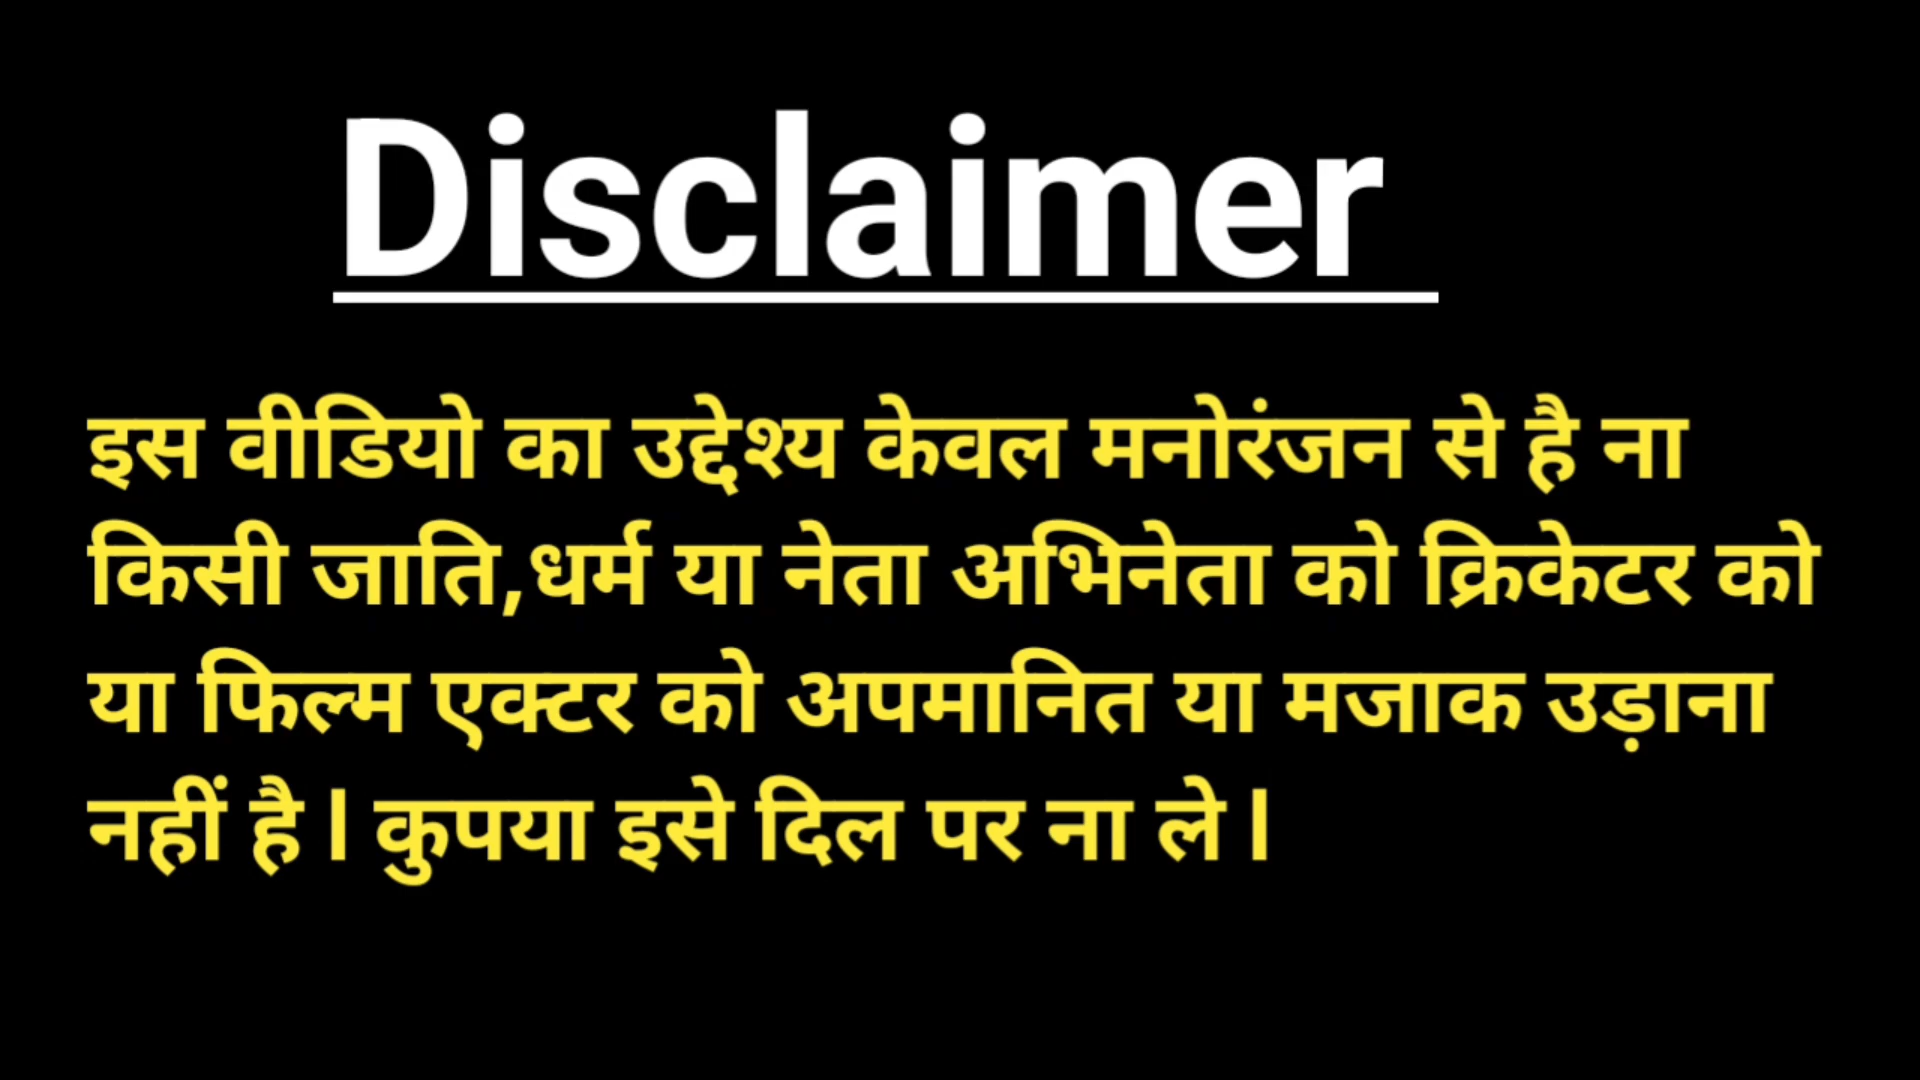 Disclaimer
इस वीडियो का उद्देश्य केवल मनोरंजन से है ना
किसी जाति,धर्म या नेता अभिनेता को क्रिकेटर को
या फिल्म एक्टर को अपमानित या मजाक उड़ाना
नहीं है l कुपया इसे दिल पर ना ले l